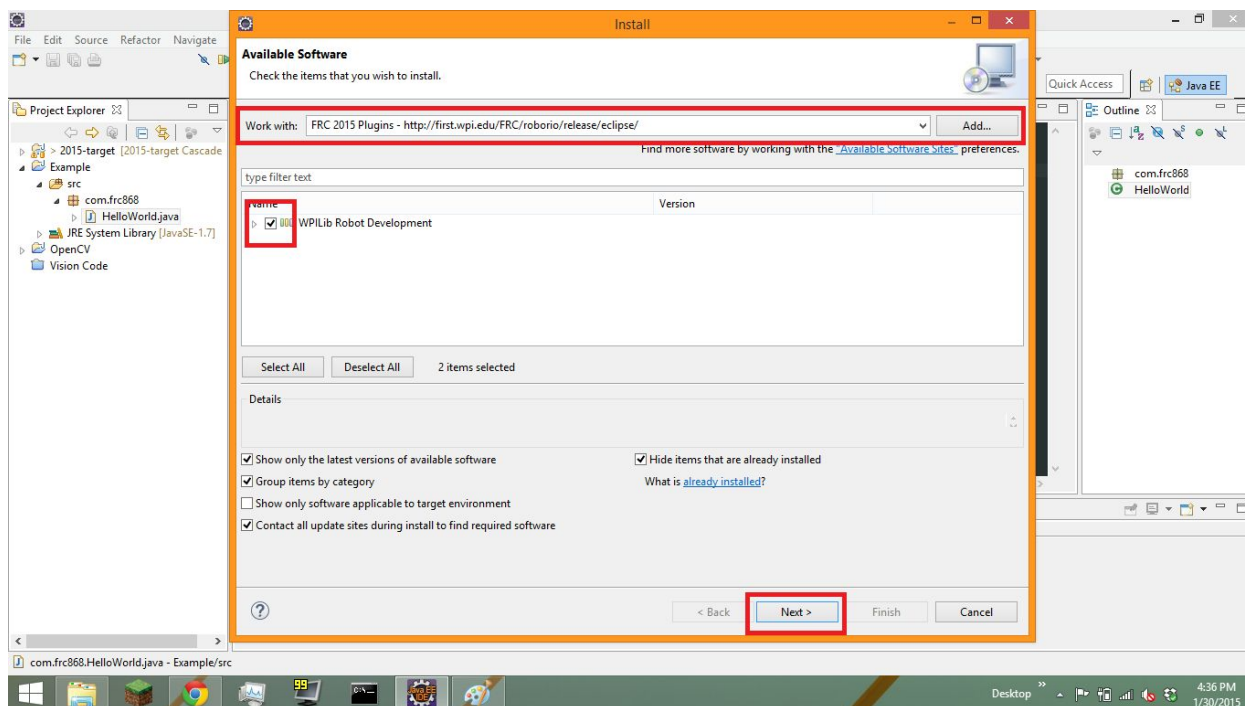 Install
File Edit Source Refactor Navigate
Available Software
Check the items that you wish to install.
Quick Access
Java EE
Project Explorer
> 2015-target [2015-target Cascade
Example
src
com.frc868
HelloWorld.java
JRE System Library [JavaSE-1.7]
OpenCV
Vision Code
Work with: FRC 2015 Plugins - http://first.wpi.edu/FRC/roborio/release/eclipse/
Add...
Find more software by working with the "Available Software Sites" preferences.
type filter text
Name Version
WPILib Robot Development
Select All Deselect All 2 items selected
Details
Show only the latest versions of available software
Hide items that are already installed
Group items by category
What is already installed?
Show only software applicable to target environment
Contact all update sites during install to find required software
< Back Next > Finish Cancel
Outline
com.frc868
HelloWorld
com.frc868.HelloWorld.java - Example/src
99
C:\_
Java EE
IDE
Desktop
4:36 PM
1/30/2015